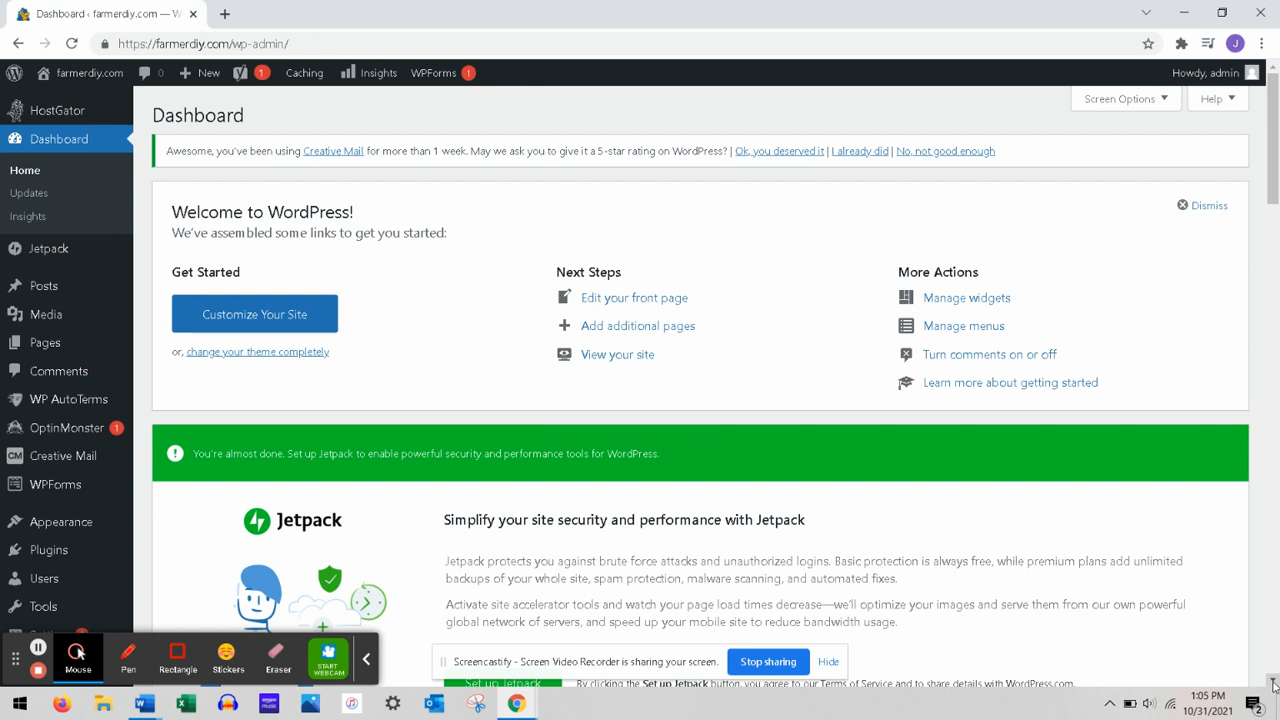 Dashboard ‹ farmerdiy.com — W
https://farmerdiy.com/wp-admin/
J
farmerdiy.com
0
New
1
Caching
Insights
WPForms
1
Howdy, admin
HostGator
Dashboard
Home
Updates
Insights
Jetpack
Posts
Media
Pages
Comments
WP AutoTerms
OptinMonster
1
Creative Mail
WPForms
Appearance
Plugins
Users
Tools
Dashboard
Screen Options
Help
Awesome, you've been using Creative Mail for more than 1 week. May we ask you to give it a 5-star rating on WordPress? | Ok, you deserved it | I already did | No, not good enough
Welcome to WordPress!
Dismiss
We've assembled some links to get you started:
Get Started
Customize Your Site
or, change your theme completely
Next Steps
Edit your front page
Add additional pages
View your site
More Actions
Manage widgets
Manage menus
Turn comments on or off
Learn more about getting started
You're almost done. Set up Jetpack to enable powerful security and performance tools for WordPress.
Jetpack
Simplify your site security and performance with Jetpack
Jetpack protects you against brute force attacks and unauthorized logins. Basic protection is always free, while premium plans add unlimited
backups of your whole site, spam protection, malware scanning, and automated fixes.
Activate site accelerator tools and watch your page load times decrease—we'll optimize your images and serve them from our own powerful
global network of servers, and speed up your mobile site to reduce bandwidth usage.
Set up Jetpack
By clicking the Set up Jetpack button, you agree to our Terms of Service and to share details with WordPress.com.
Mouse
Pen
Rectangle
Stickers
Eraser
START
WEBCAM
Screencastify - Screen Video Recorder is sharing your screen.
Stop sharing
Hide
amazon
music
1:05 PM
10/31/2021
2